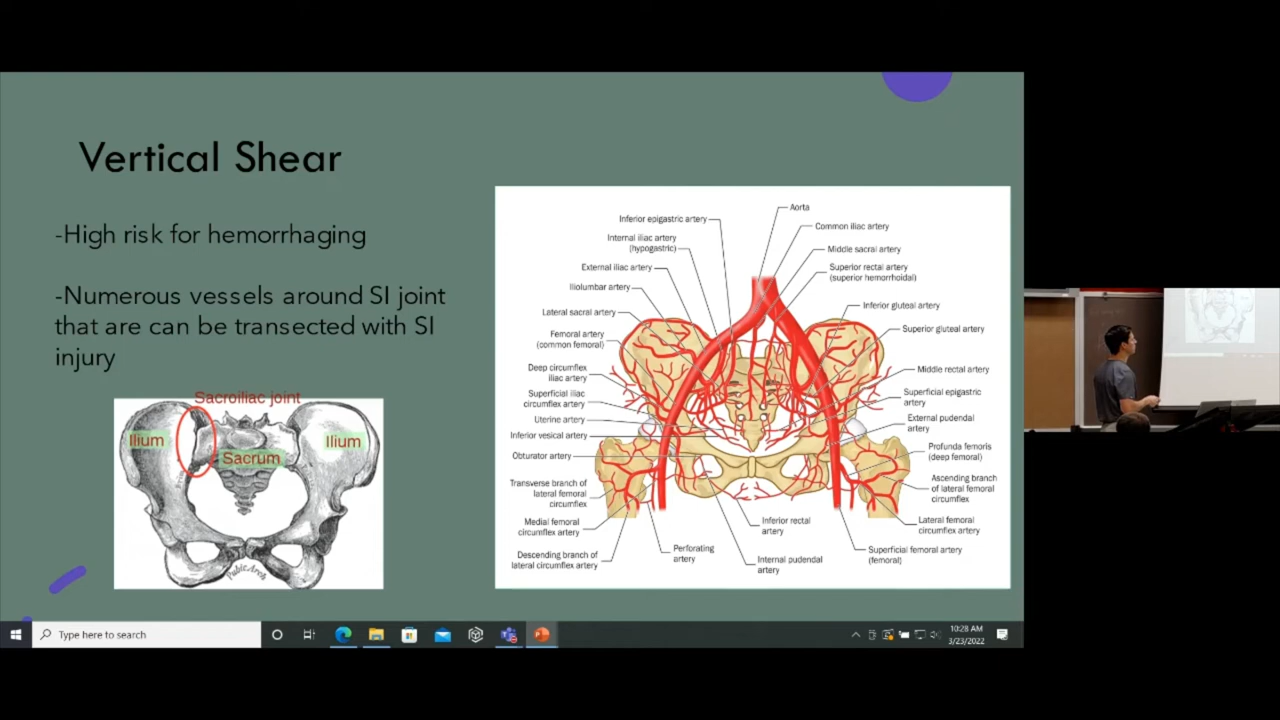 Vertical Shear
-High risk for hemorrhaging
-Numerous vessels around SI joint
that are can be transected with SI
injury
Sacroiliac joint
Ilium
Ilium
Sacrum
Pubic Arch
Aorta
Inferior epigastric artery
Common iliac artery
Internal iliac artery
(hypogastric)
Middle sacral artery
External iliac artery
Superior rectal artery
(superior hemorrhoidal)
Iliolumbar artery
Inferior gluteal artery
Lateral sacral artery
Superior gluteal artery
Femoral artery
(common femoral)
Deep circumflex
iliac artery
Middle rectal artery
Superficial iliac
circumflex artery
Superficial epigastric
artery
Uterine artery
External pudendal
artery
Inferior vesical artery
Obturator artery
Profunda femoris
(deep femoral)
Transverse branch of
lateral femoral
circumflex
Ascending branch
of lateral femoral
circumflex
Medial femoral
circumflex artery
Inferior rectal
artery
Lateral femoral
circumflex artery
Descending branch of
lateral circumflex artery
Perforating
artery
Internal pudendal
artery
Superficial femoral artery
(femoral)
Type here to search
10:28 AM
3/23/2022